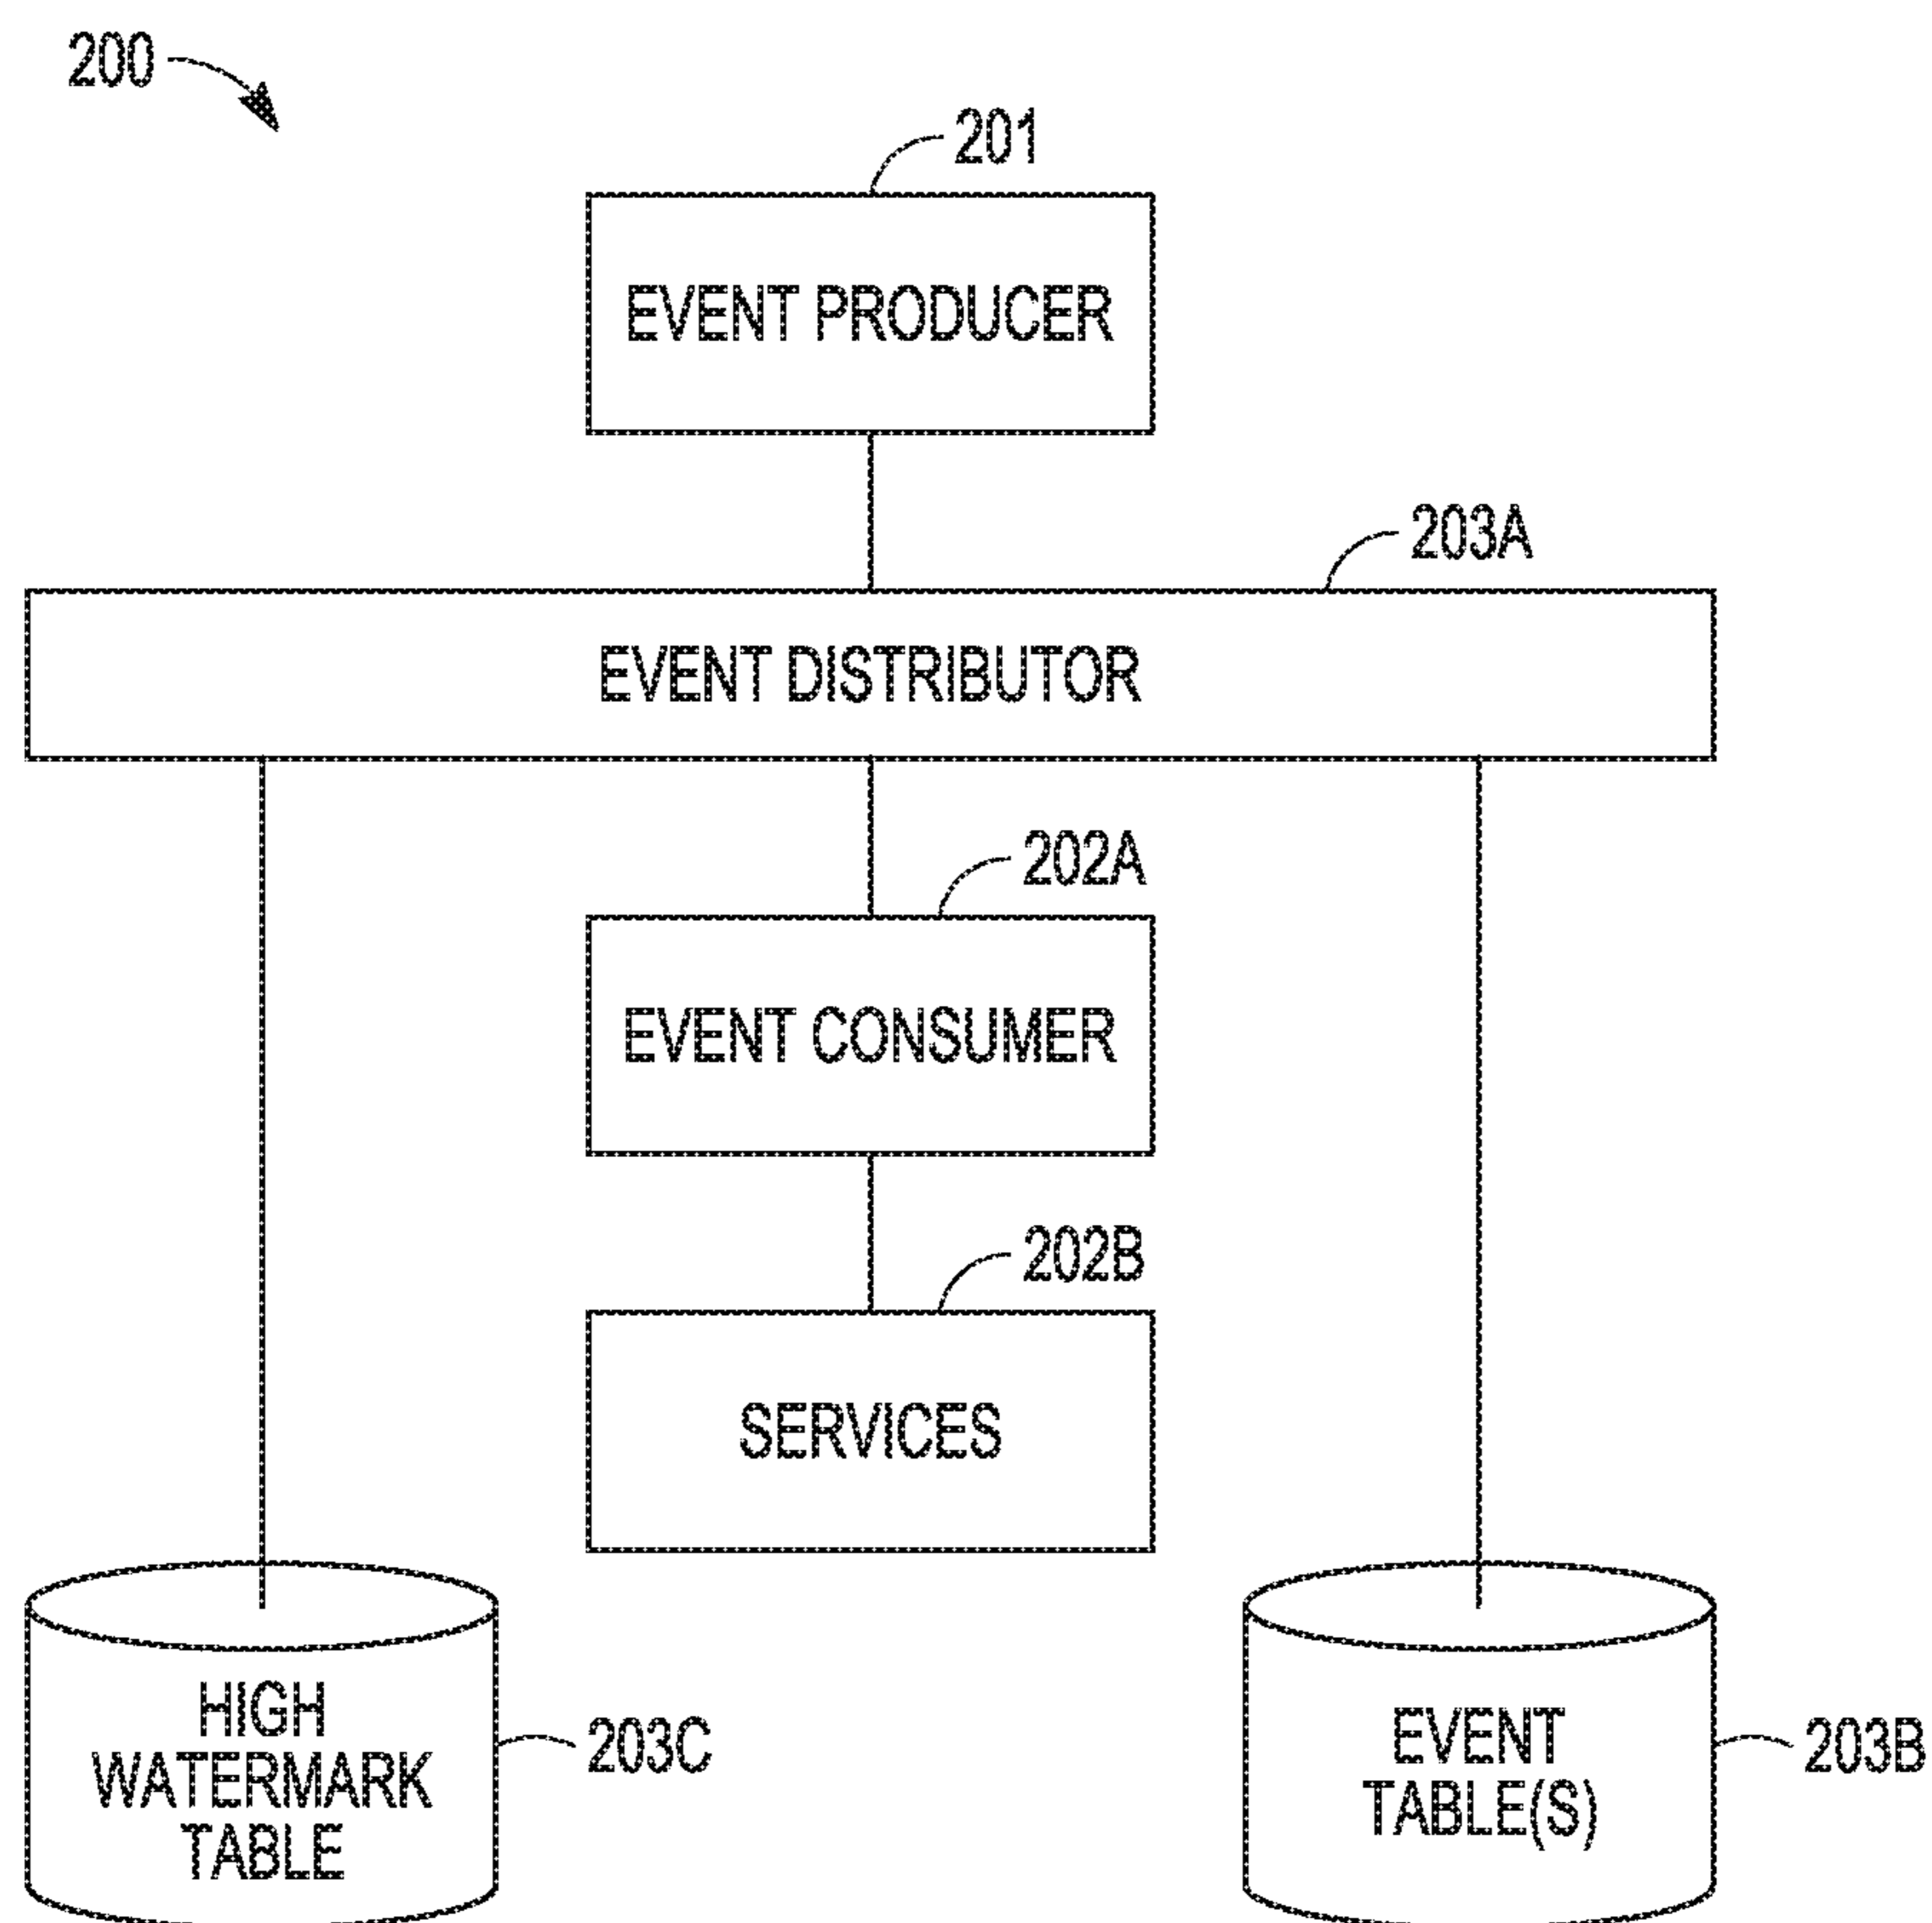 200
201
EVENT PRODUCER
203A
EVENT DISTRIBUTOR
202A
EVENT CONSUMER
202B
SERVICES
HIGH
WATERMARK
TABLE
203C
EVENT
TABLE(S)
203B